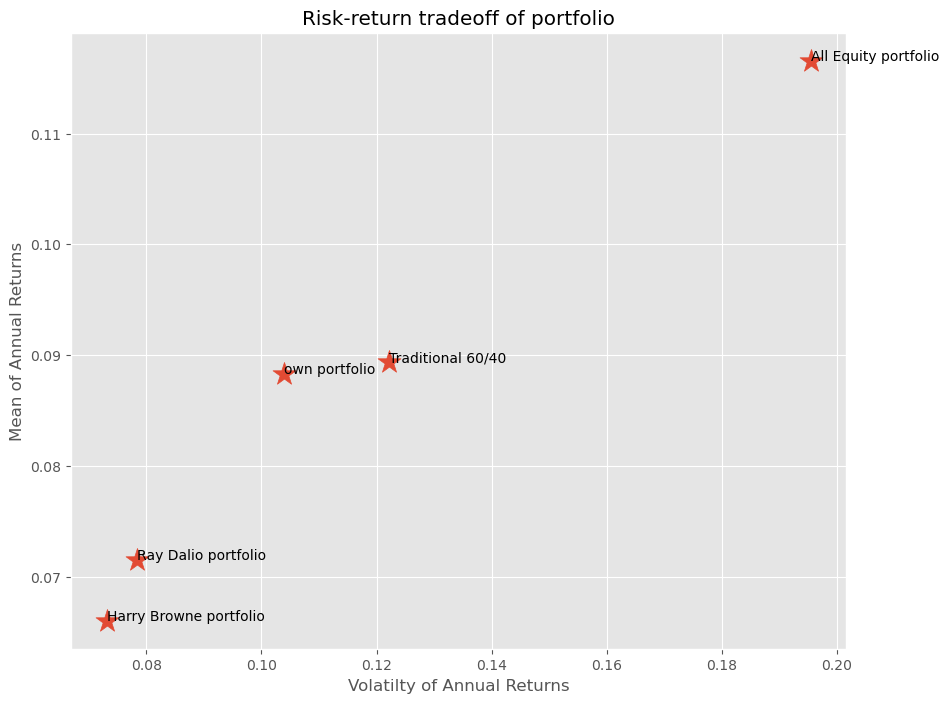 Risk-return tradeoff of portfolio
All Equity portfolio
0.11
0.10
Mean of Annual Returns
0.09
Traditional 60/40
own portfolio
0.08
Ray Dalio portfolio
0.07
Harry Browne portfolio
0.08 0.10 0.12 0.14 0.16 0.18 0.20
Volatilty of Annual Returns